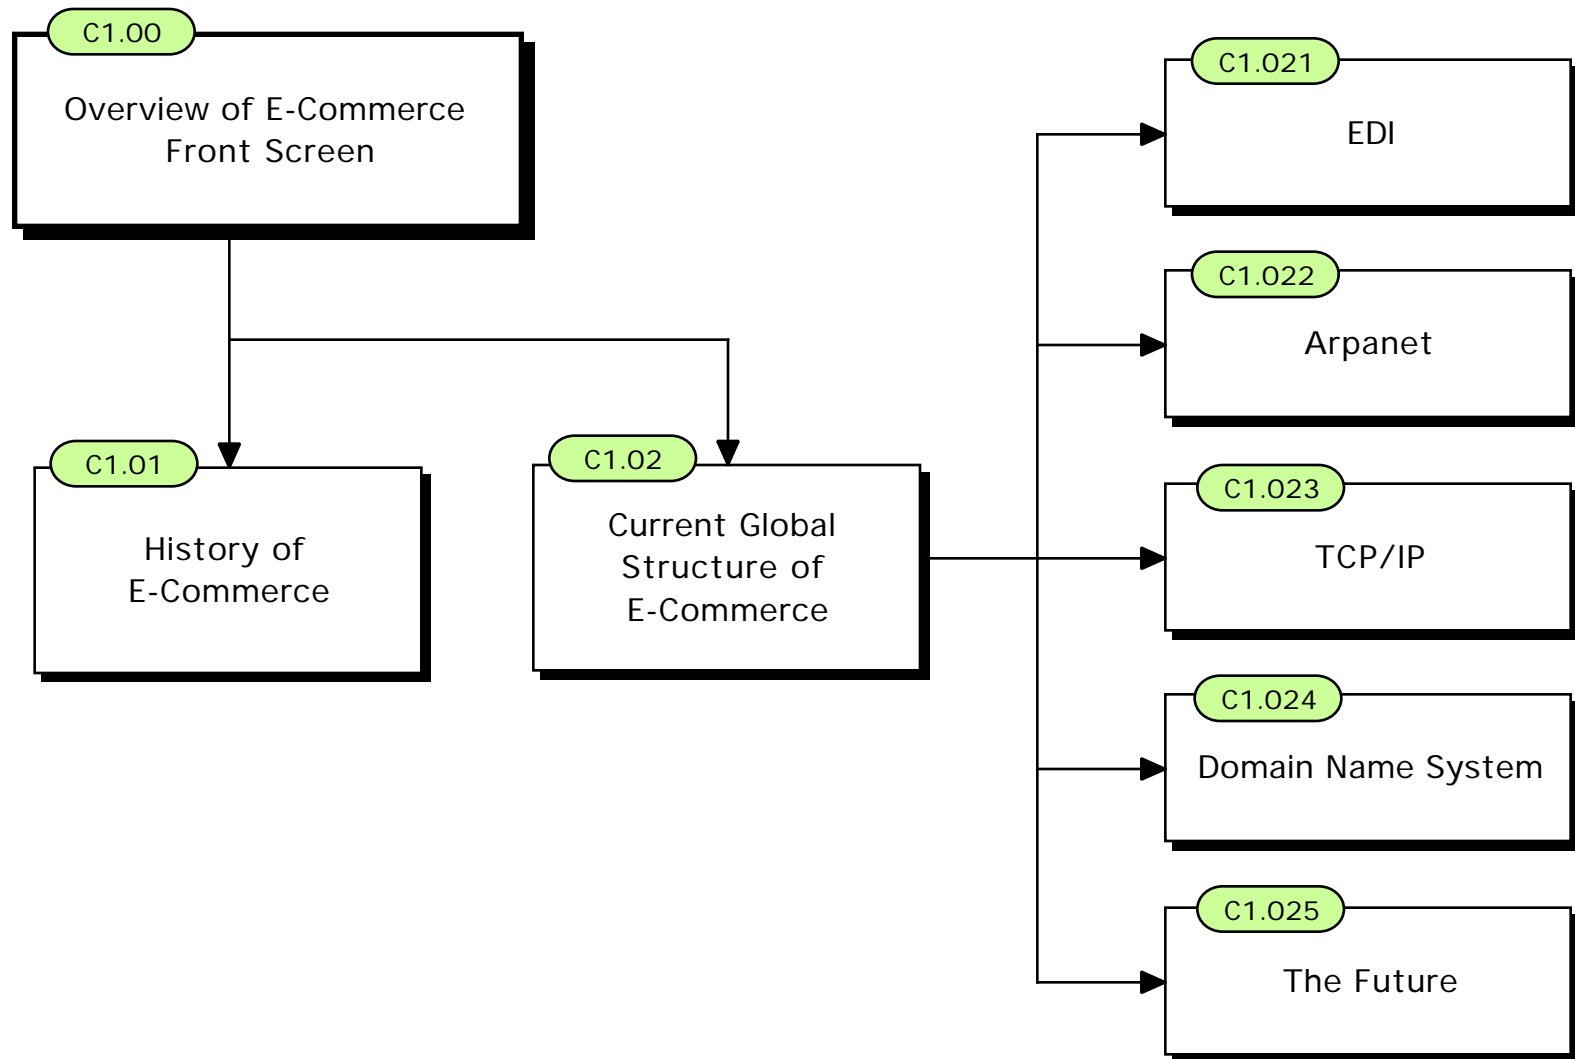 C1.00
Overview of E-Commerce
Front Screen
C1.01
History of
E-Commerce
C1.02
Current Global
Structure of
E-Commerce
C1.021
EDI
C1.022
Arpanet
C1.023
TCP/IP
C1.024
Domain Name System
C1.025
The Future